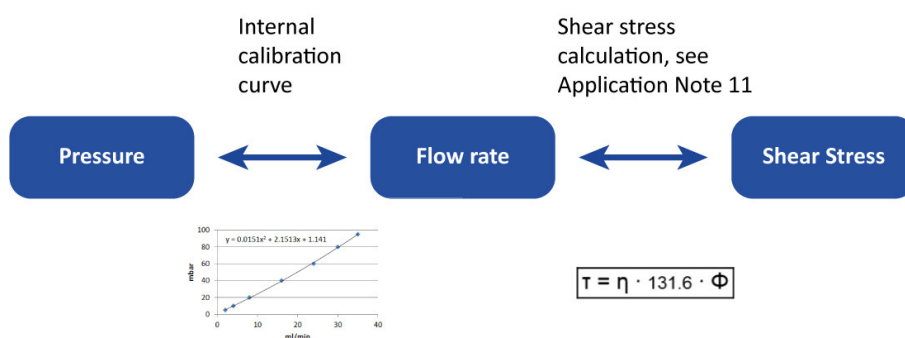 Internal
calibration
curve
Shear stress
calculation, see
Application Note 11
Pressure
Flow rate
Shear Stress
y = 0.0151x² + 2.1513x + 1.141
mbar
100
80
60
40
20
0
0 10 20 30 40
ml/min
τ = η · 131.6 · Φ